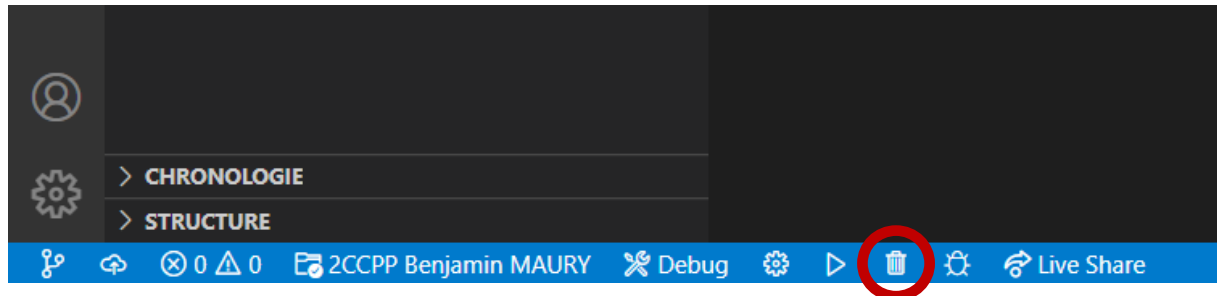 CHRONOLOGIE
STRUCTURE
0 0 2CCPP Benjamin MAURY Debug Live Share